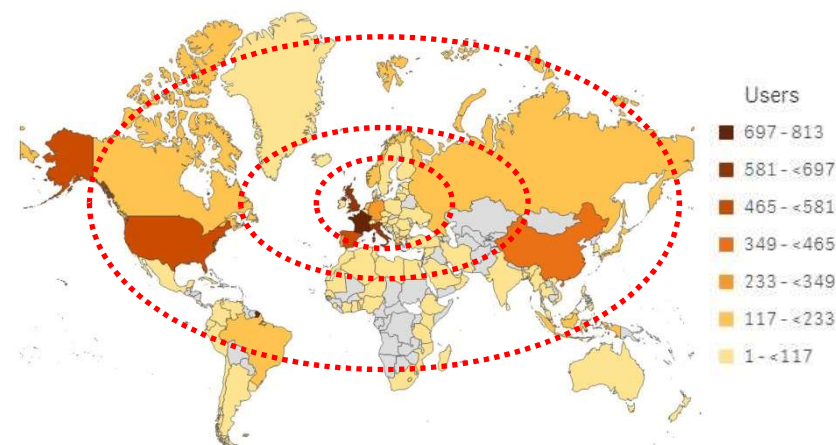 Users
697 - 813
581 - <697
465 - <581
349 - <465
233 - <349
117 - <233
1 - <117